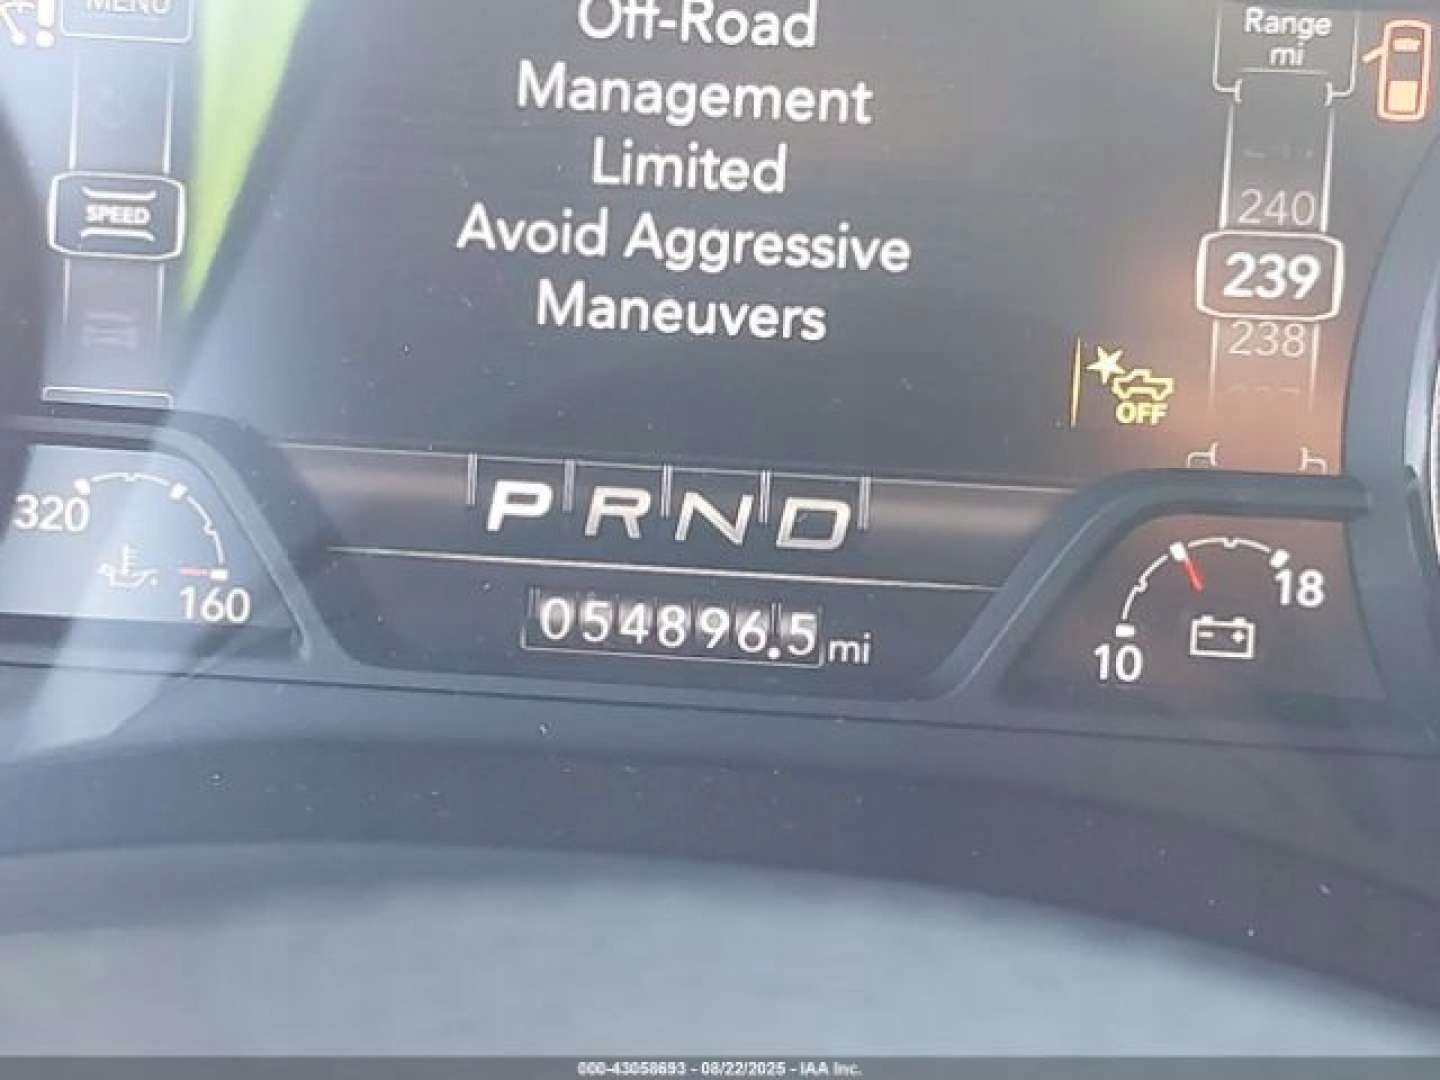 MENU
Off-Road
Management
Limited
Avoid Aggressive
Maneuvers
SPEED
Range
mi
240
239
238
OFF
P R N D
320
160
054896.5 mi
10
18
000-43058693 - 08/22/2025 - IAA Inc.